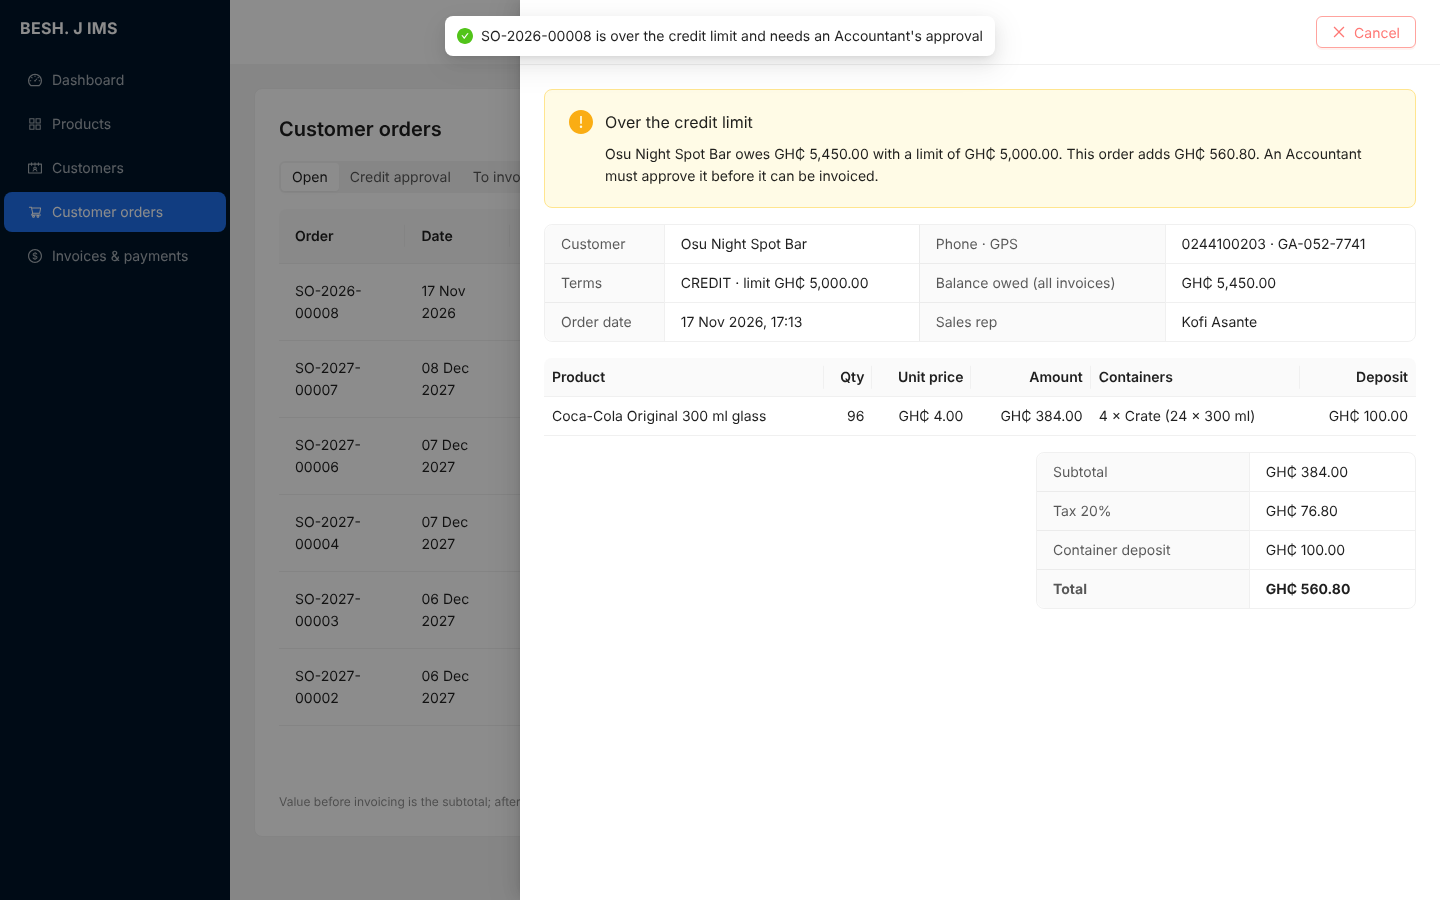 BESH. J IMS
Dashboard
Products
Customers
Customer orders
Invoices & payments
Customer orders
Open Credit approval To invo
Order Date
SO-2026-00008 17 Nov 2026
SO-2027-00007 08 Dec 2027
SO-2027-00006 07 Dec 2027
SO-2027-00004 07 Dec 2027
SO-2027-00003 06 Dec 2027
SO-2027-00002 06 Dec 2027
Value before invoicing is the subtotal; after
SO-2026-00008 is over the credit limit and needs an Accountant's approval
Cancel
Over the credit limit
Osu Night Spot Bar owes GH₵ 5,450.00 with a limit of GH₵ 5,000.00. This order adds GH₵ 560.80. An Accountant
must approve it before it can be invoiced.
Customer Osu Night Spot Bar Phone · GPS 0244100203 · GA-052-7741
Terms CREDIT · limit GH₵ 5,000.00 Balance owed (all invoices) GH₵ 5,450.00
Order date 17 Nov 2026, 17:13 Sales rep Kofi Asante
Product Qty Unit price Amount Containers Deposit
Coca-Cola Original 300 ml glass 96 GH₵ 4.00 GH₵ 384.00 4 × Crate (24 × 300 ml) GH₵ 100.00
Subtotal GH₵ 384.00
Tax 20% GH₵ 76.80
Container deposit GH₵ 100.00
Total GH₵ 560.80